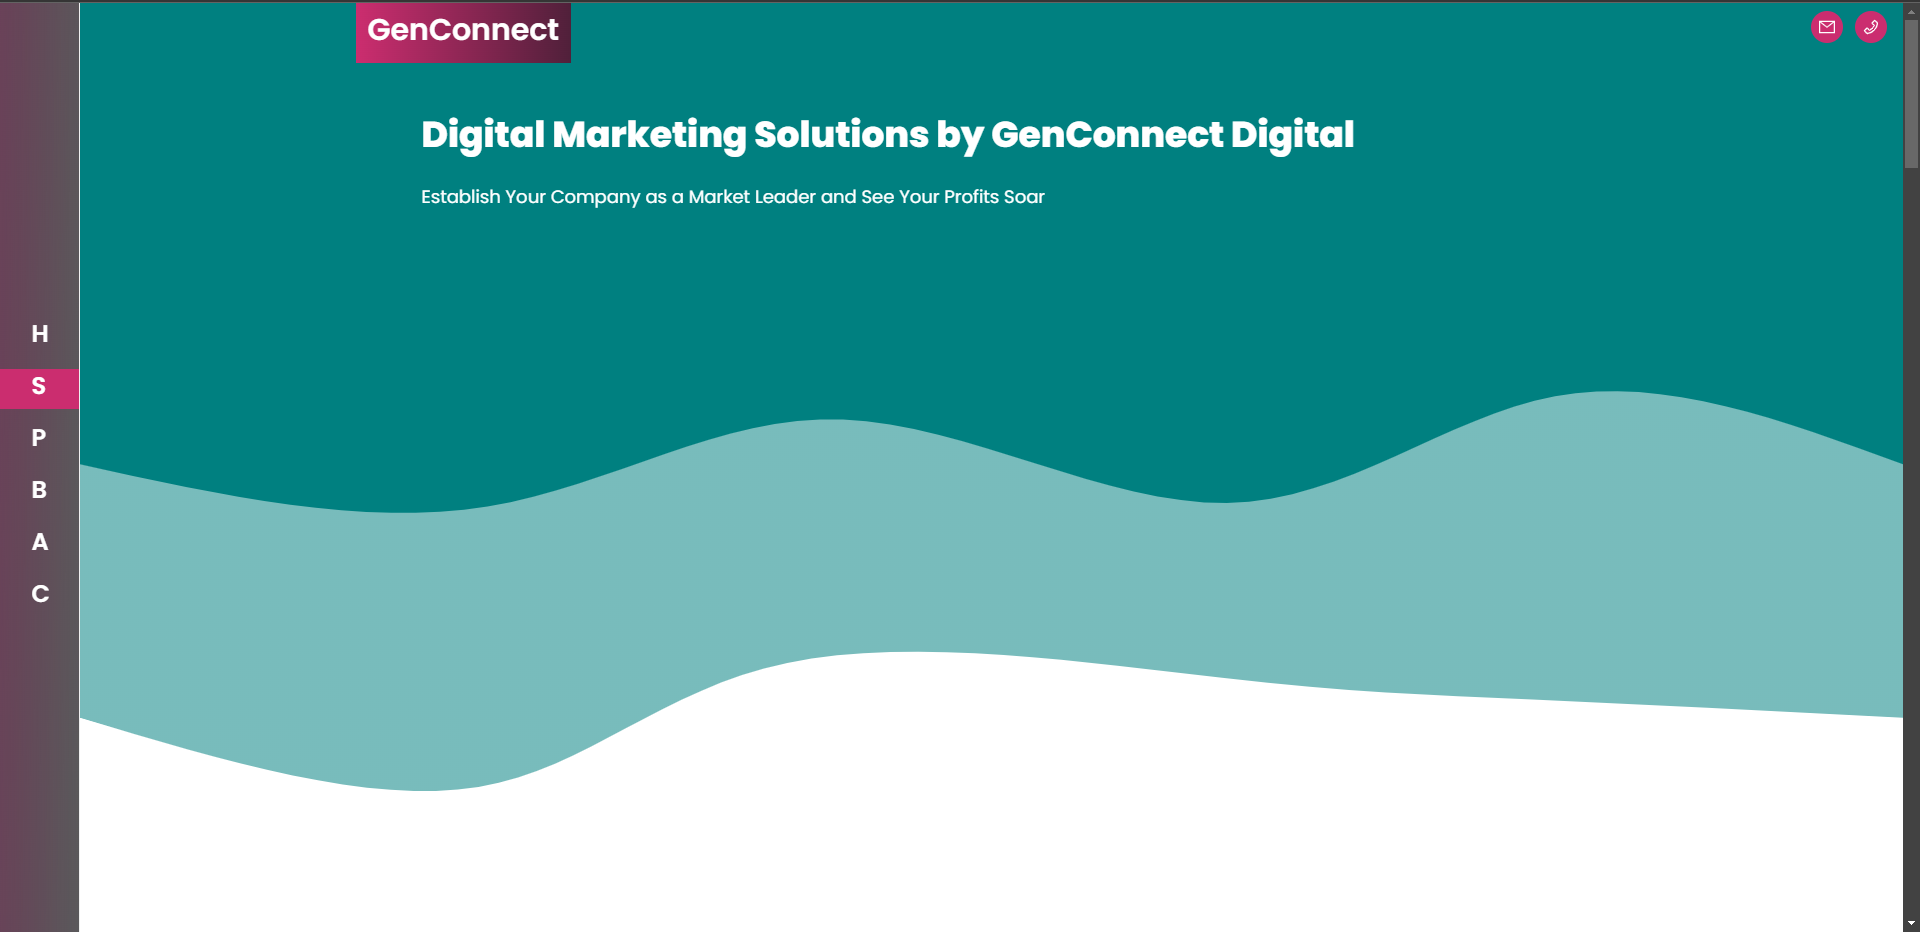 GenConnect
Digital Marketing Solutions by GenConnect Digital
Establish Your Company as a Market Leader and See Your Profits Soar
H
S
P
B
A
C